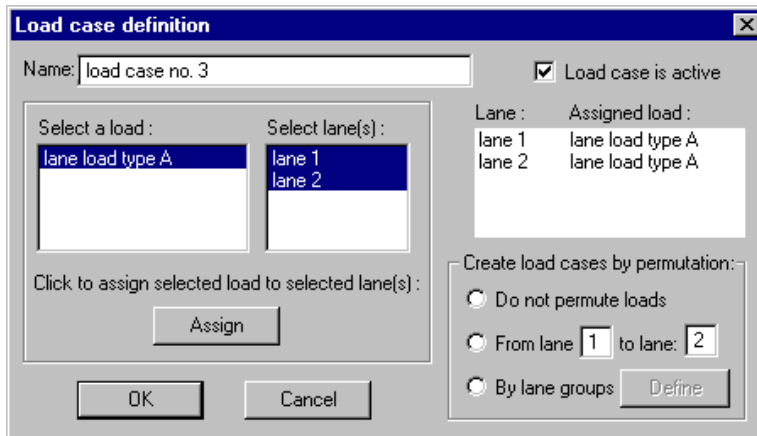 Load case definition
Name: load case no. 3
Load case is active
Select a load :
lane load type A
Select lane(s) :
lane 1
lane 2
Click to assign selected load to selected lane(s) :
Assign
OK
Cancel
Lane : Assigned load :
lane 1 lane load type A
lane 2 lane load type A
Create load cases by permutation:
Do not permute loads
From lane 1 to lane: 2
By lane groups Define